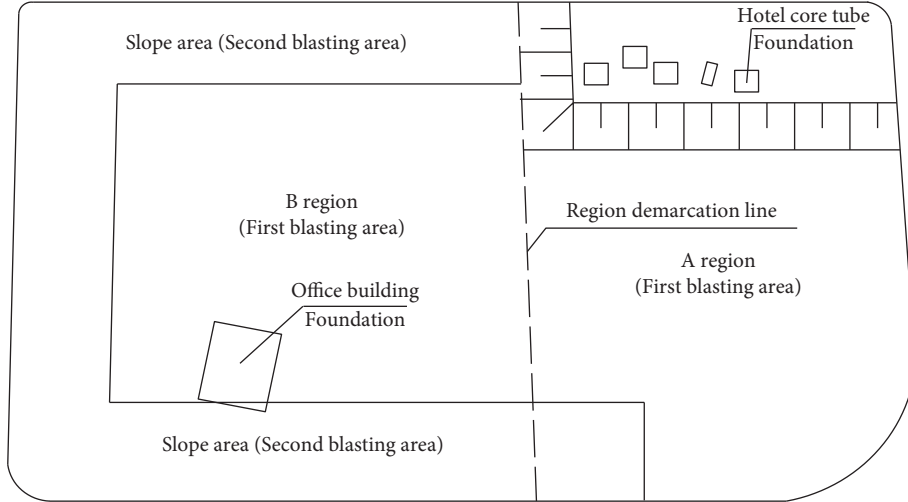 Slope area (Second blasting area)
Hotel core tube
Foundation
B region
(First blasting area)
Region demarcation line
A region
(First blasting area)
Office building
Foundation
Slope area (Second blasting area)